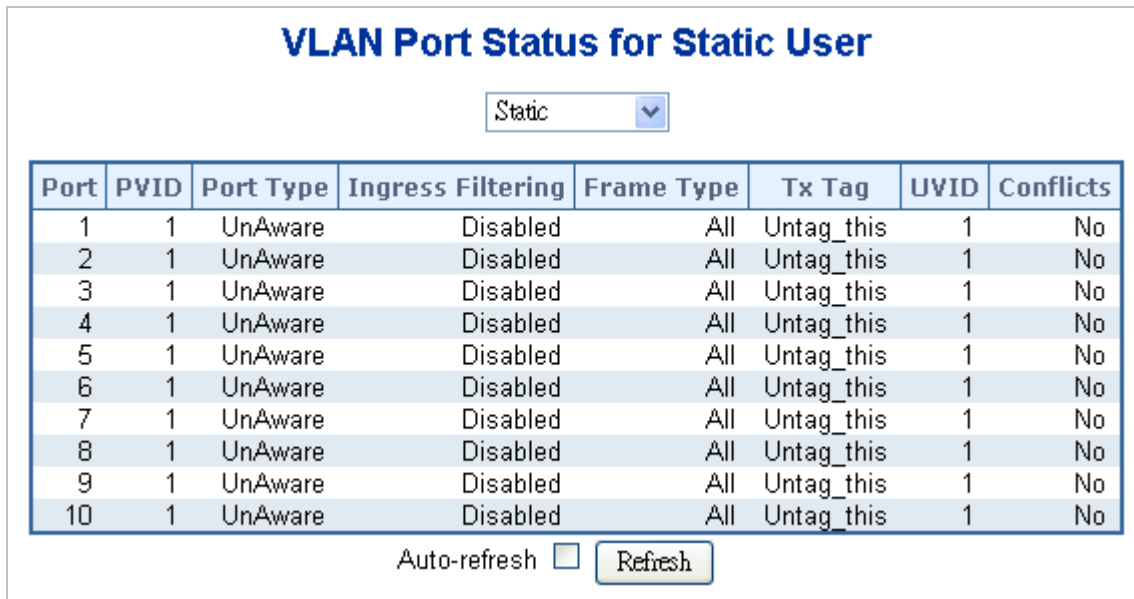 VLAN Port Status for Static User
Static
Port PVID Port Type Ingress Filtering Frame Type Tx Tag UVID Conflicts
1 1 UnAware Disabled All Untag_this 1 No
2 1 UnAware Disabled All Untag_this 1 No
3 1 UnAware Disabled All Untag_this 1 No
4 1 UnAware Disabled All Untag_this 1 No
5 1 UnAware Disabled All Untag_this 1 No
6 1 UnAware Disabled All Untag_this 1 No
7 1 UnAware Disabled All Untag_this 1 No
8 1 UnAware Disabled All Untag_this 1 No
9 1 UnAware Disabled All Untag_this 1 No
10 1 UnAware Disabled All Untag_this 1 No
Auto-refresh Refresh